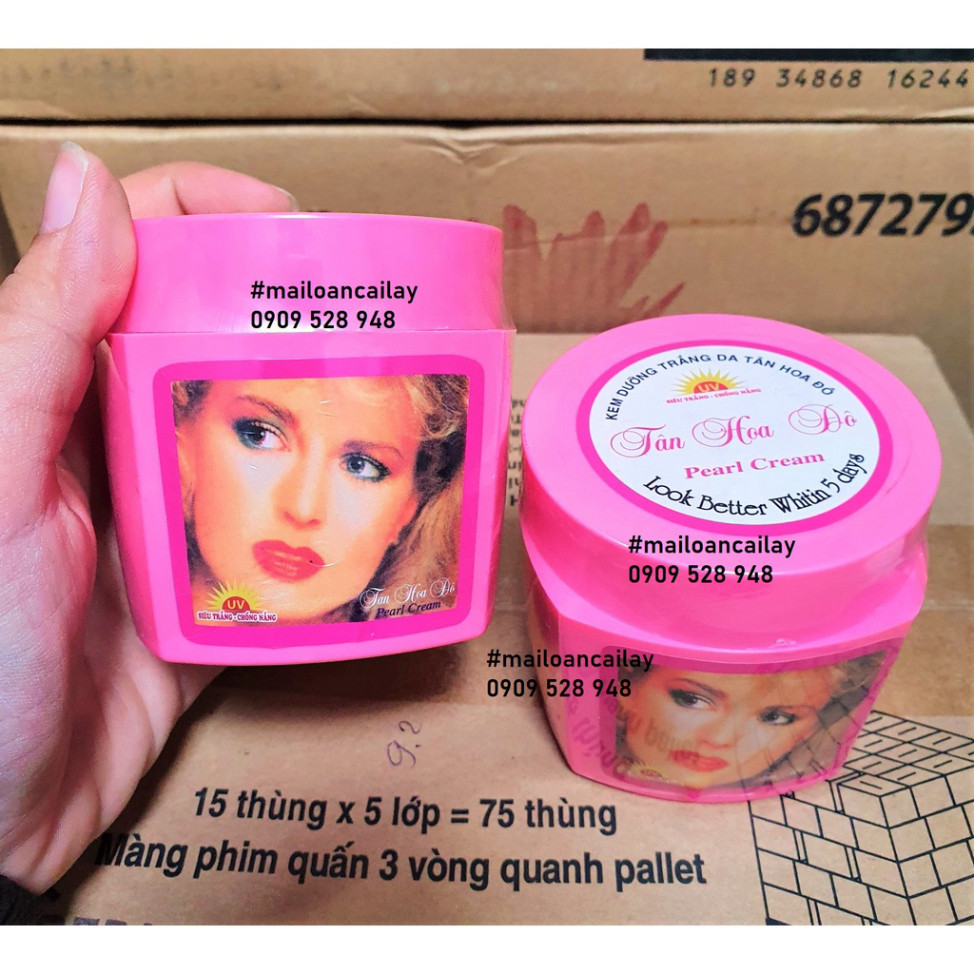 189 34868 16244
687279
#mailoancailay
0909 528 948
UV
SIÊU TRẮNG - CHỐNG NẮNG
Tân Hoa Đô
Pearl Cream
KEM DƯỠNG TRẮNG DA TÂN HOA ĐÔ
UV
SIÊU TRẮNG - CHỐNG NẮNG
Tân Hoa Đô
Pearl Cream
Look Better Whitin 5 days
#mailoancailay
0909 528 948
#mailoancailay
0909 528 948
9.2
15 thùng x 5 lớp = 75 thùng
Màng phim quấn 3 vòng quanh pallet